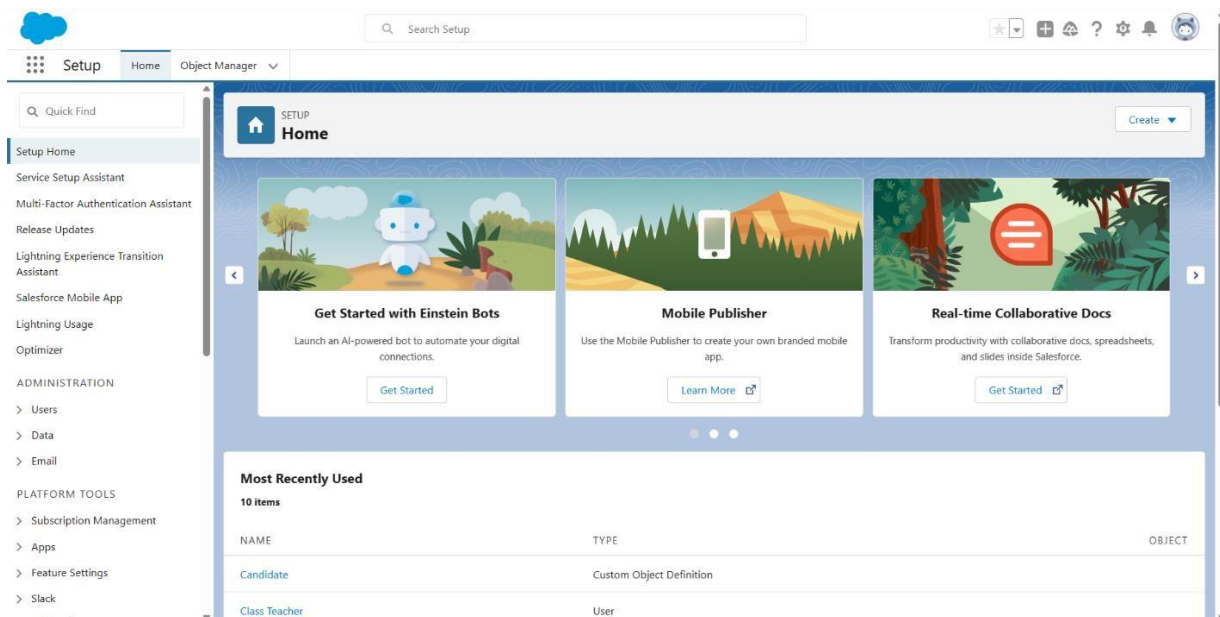 Search Setup
Setup
Home
Object Manager
Quick Find
Setup Home
Service Setup Assistant
Multi-Factor Authentication Assistant
Release Updates
Lightning Experience Transition
Assistant
Salesforce Mobile App
Lightning Usage
Optimizer
ADMINISTRATION
Users
Data
Email
PLATFORM TOOLS
Subscription Management
Apps
Feature Settings
Slack
SETUP
Home
Create
Get Started with Einstein Bots
Launch an AI-powered bot to automate your digital
connections.
Get Started
Mobile Publisher
Use the Mobile Publisher to create your own branded mobile
app.
Learn More
Real-time Collaborative Docs
Transform productivity with collaborative docs, spreadsheets,
and slides inside Salesforce.
Get Started
Most Recently Used
10 items
NAME TYPE OBJECT
Candidate Custom Object Definition
Class Teacher User